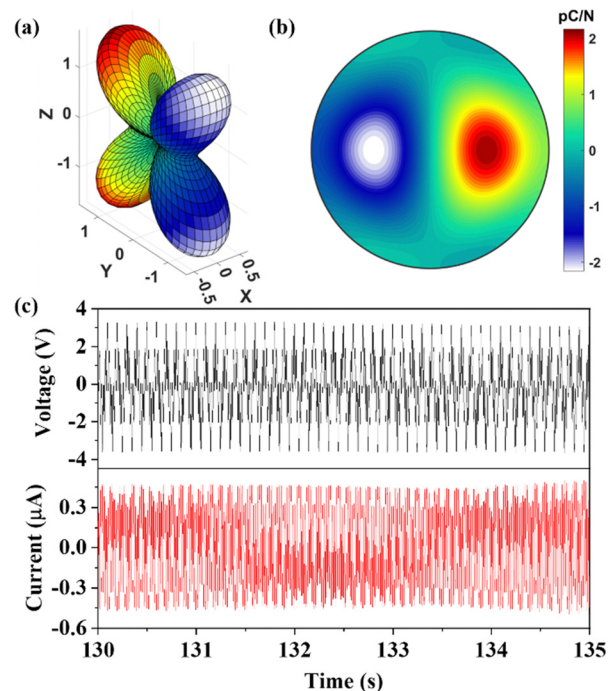 (a)
1
0
-1
Z
1
0
-1
Y
-0.5
0
0.5
X
(b)
pC/N
2
1
0
-1
-2
(c)
4
2
0
-2
-4
Voltage (V)
0.3
0.0
-0.3
-0.6
Current (μA)
130 131 132 133 134 135
Time (s)